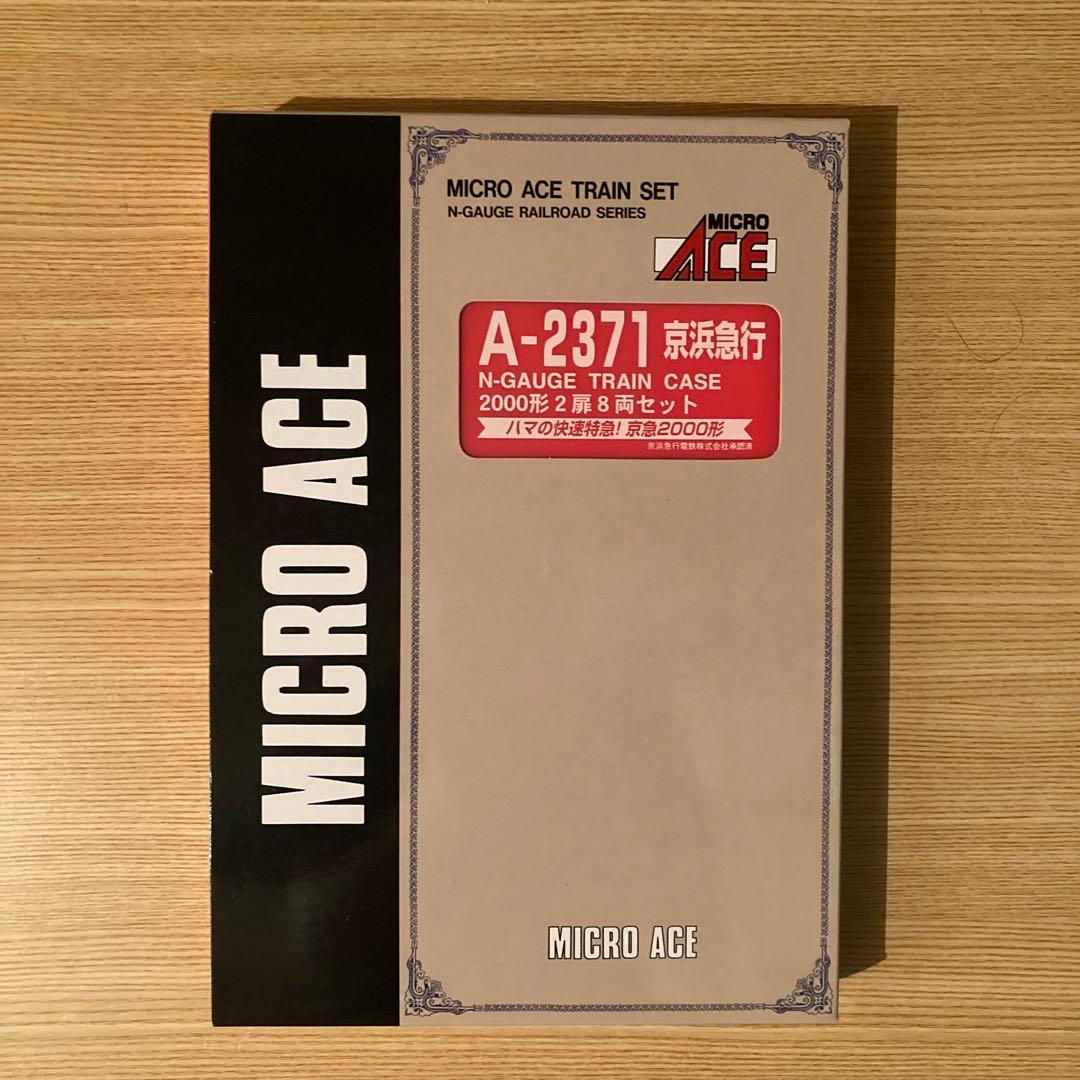 MICRO ACE
MICRO ACE TRAIN SET
N-GAUGE RAILROAD SERIES
MICRO
ACE
A-2371 京浜急行
N-GAUGE TRAIN CASE
2000形2扉8両セット
ハマの快速特急! 京急2000形
京浜急行電鉄株式会社承認済
MICRO ACE